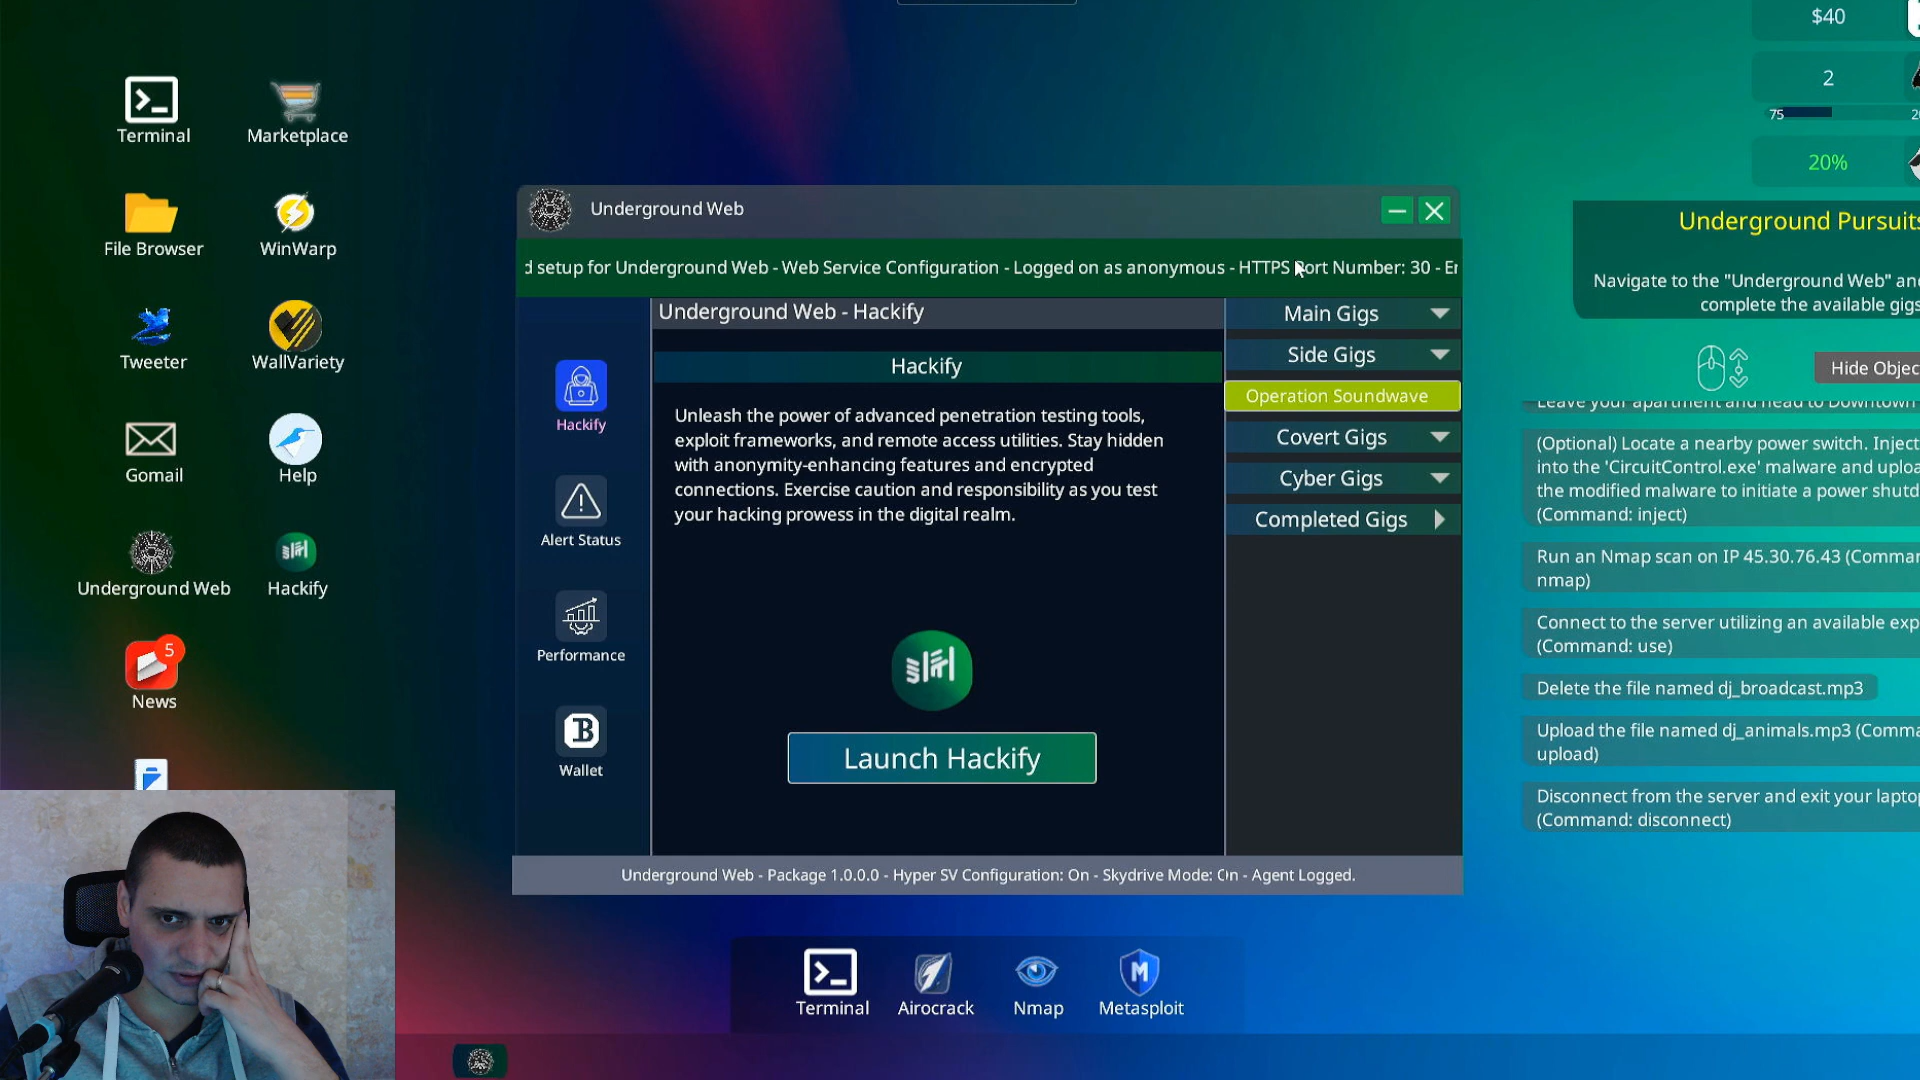 $40
2
75
20%
Terminal
Marketplace
File Browser
WinWarp
Tweeter
WallVariety
Gomail
Help
Underground Web
Hackify
5
News
Underground Web
d setup for Underground Web - Web Service Configuration - Logged on as anonymous - HTTPS Port Number: 30 - Er
Hackify
Alert Status
Performance
Wallet
Underground Web - Hackify
Hackify
Unleash the power of advanced penetration testing tools,
exploit frameworks, and remote access utilities. Stay hidden
with anonymity-enhancing features and encrypted
connections. Exercise caution and responsibility as you test
your hacking prowess in the digital realm.
Launch Hackify
Main Gigs
Side Gigs
Operation Soundwave
Covert Gigs
Cyber Gigs
Completed Gigs
Underground Web - Package 1.0.0.0 - Hyper SV Configuration: On - Skydrive Mode: On - Agent Logged.
Underground Pursuits
Navigate to the "Underground Web" and
complete the available gigs
Hide Objec
Leave your apartment and head to Downtown
(Optional) Locate a nearby power switch. Inject
into the 'CircuitControl.exe' malware and uploa
the modified malware to initiate a power shutd
(Command: inject)
Run an Nmap scan on IP 45.30.76.43 (Comma
nmap)
Connect to the server utilizing an available exp
(Command: use)
Delete the file named dj_broadcast.mp3
Upload the file named dj_animals.mp3 (Comma
upload)
Disconnect from the server and exit your laptop
(Command: disconnect)
Terminal
Airocrack
Nmap
Metasploit